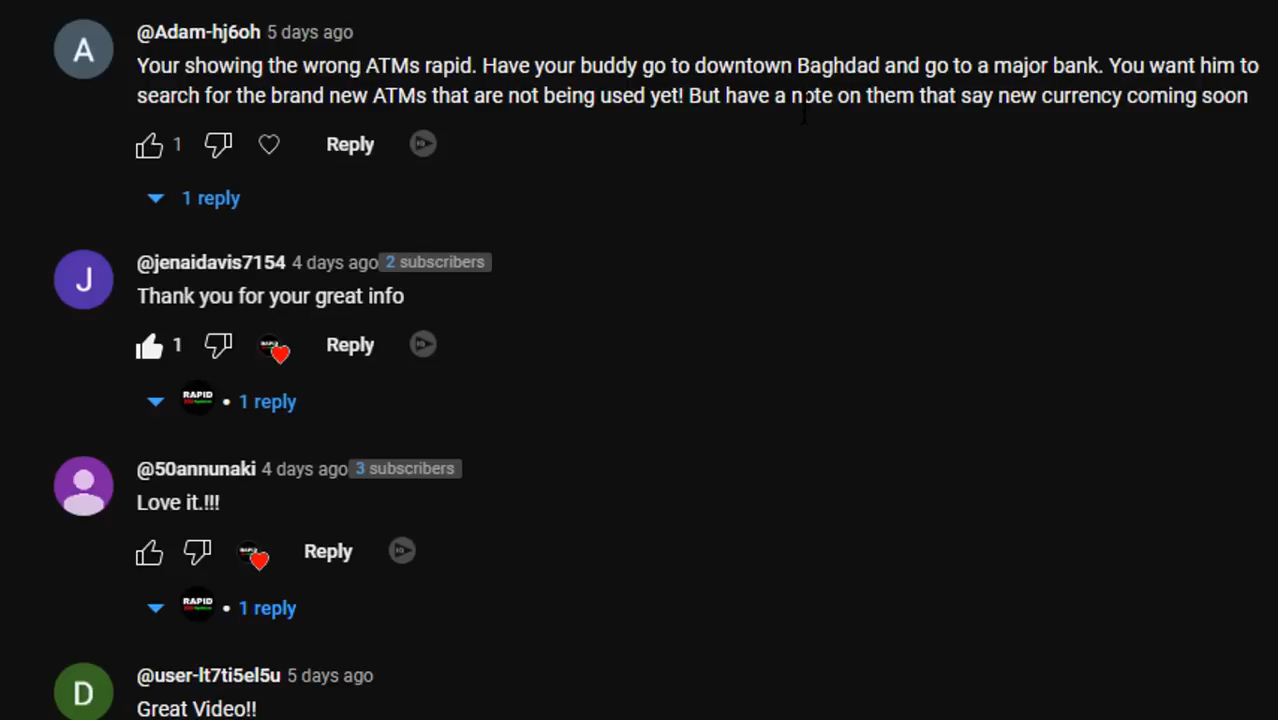 A
@Adam-hj6oh 5 days ago
Your showing the wrong ATMs rapid. Have your buddy go to downtown Baghdad and go to a major bank. You want him to
search for the brand new ATMs that are not being used yet! But have a note on them that say new currency coming soon
1 Reply
1 reply
J
@jenaidavis7154 4 days ago 2 subscribers
Thank you for your great info
1 Reply
RAPID • 1 reply
@50annunaki 4 days ago 3 subscribers
Love it.!!!
Reply
RAPID • 1 reply
D
@user-lt7ti5el5u 5 days ago
Great Video!!